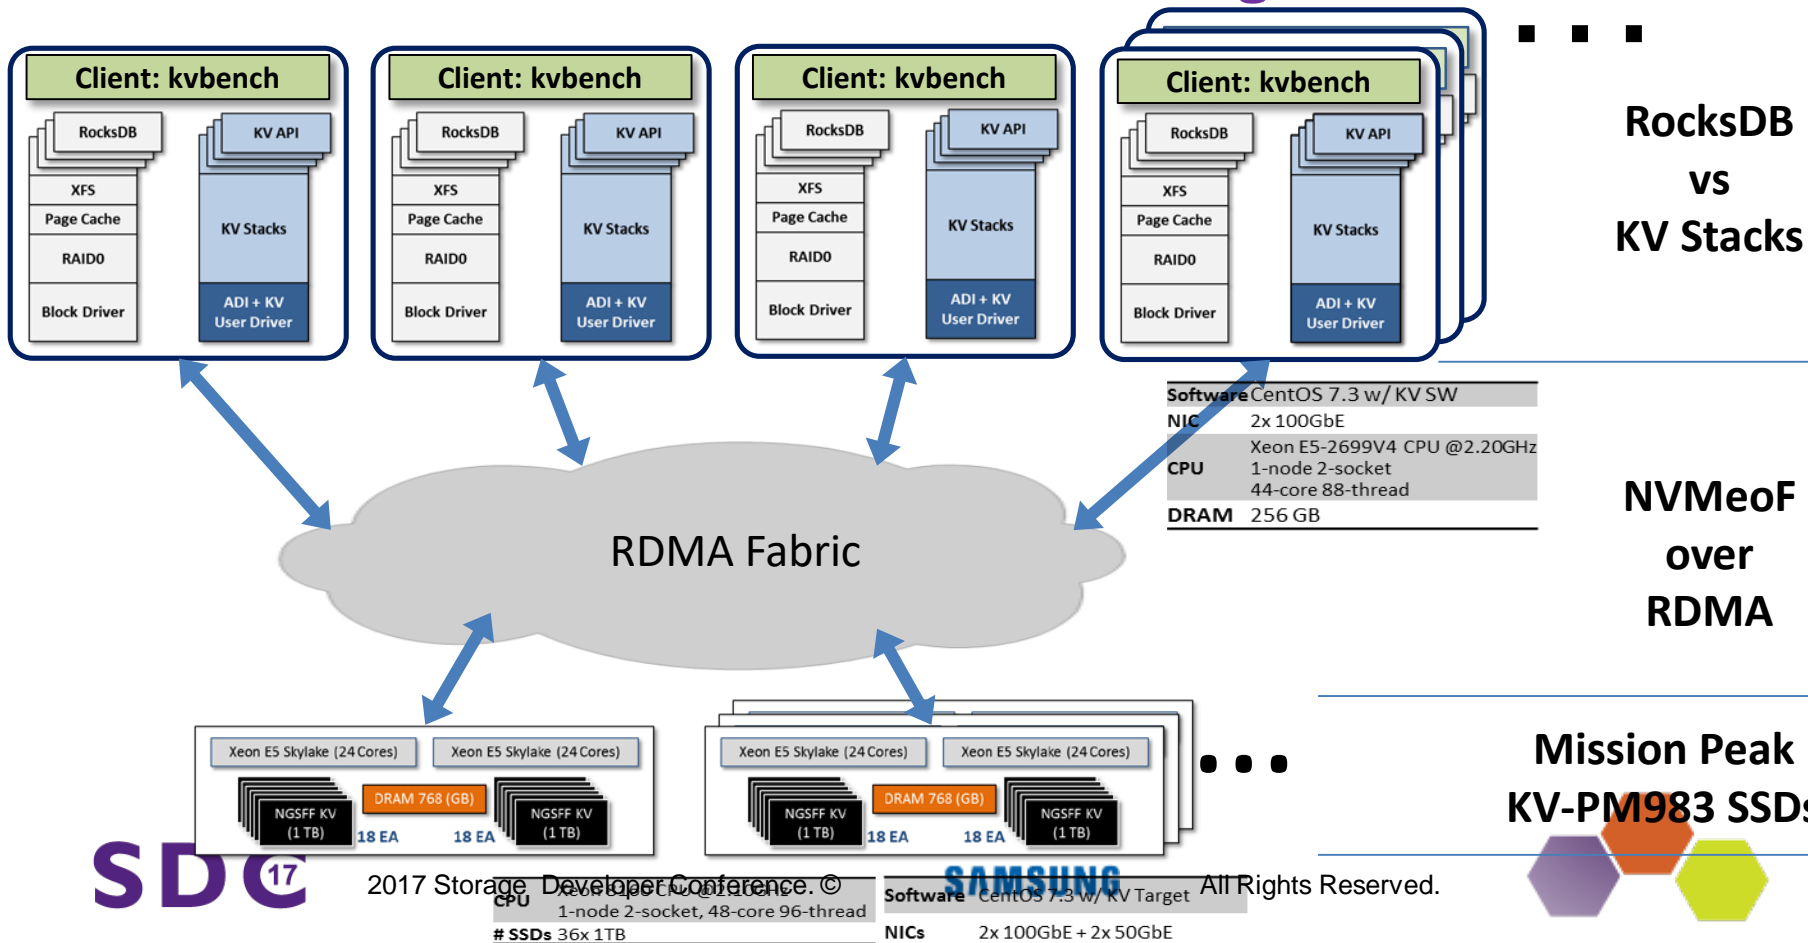 Client: kvbench
RocksDB
XFS
Page Cache
RAID0
Block Driver
KV API
KV Stacks
ADI + KV
User Driver
Client: kvbench
RocksDB
XFS
Page Cache
RAID0
Block Driver
KV API
KV Stacks
ADI + KV
User Driver
Client: kvbench
RocksDB
XFS
Page Cache
RAID0
Block Driver
KV API
KV Stacks
ADI + KV
User Driver
Client: kvbench
RocksDB
XFS
Page Cache
RAID0
Block Driver
KV API
KV Stacks
ADI + KV
User Driver
RocksDB
vs
KV Stacks
Software CentOS 7.3 w/ KV SW
NIC 2x 100GbE
CPU Xeon E5-2699V4 CPU @2.20GHz
1-node 2-socket
44-core 88-thread
DRAM 256 GB
RDMA Fabric
NVMeoF
over
RDMA
Xeon E5 Skylake (24 Cores)
Xeon E5 Skylake (24 Cores)
DRAM 768 (GB)
NGSFF KV
(1 TB)
18 EA
18 EA
NGSFF KV
(1 TB)
Xeon E5 Skylake (24 Cores)
Xeon E5 Skylake (24 Cores)
DRAM 768 (GB)
NGSFF KV
(1 TB)
18 EA
18 EA
NGSFF KV
(1 TB)
Mission Peak
KV-PM983 SSDs
SDC 17
2017 Storage Developer Conference. © SAMSUNG All Rights Reserved.
CPU Xeon 8160 CPU @2.10GHz
1-node 2-socket, 48-core 96-thread
# SSDs 36x 1TB
Software CentOS 7.3 w/ KV Target
NICs 2x 100GbE + 2x 50GbE